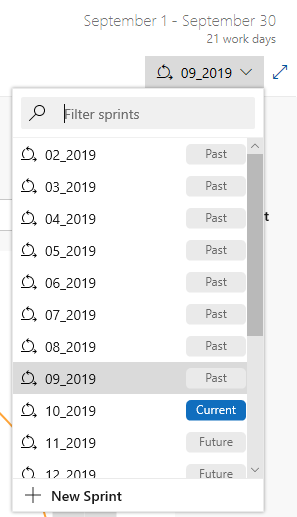 September 1 - September 30
21 work days
09_2019
Filter sprints
02_2019 Past
03_2019 Past
04_2019 Past
05_2019 Past
06_2019 Past
07_2019 Past
08_2019 Past
09_2019 Past
10_2019 Current
11_2019 Future
12_2019 Future
New Sprint